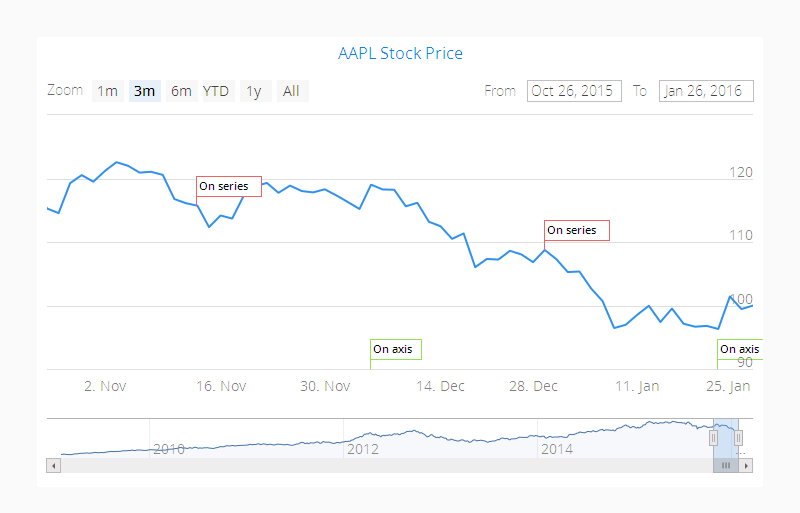 AAPL Stock Price
Zoom 1m 3m 6m YTD 1y All From Oct 26, 2015 To Jan 26, 2016
120
On series
On series
110
100
On axis
On axis
90
2. Nov 16. Nov 30. Nov 14. Dec 28. Dec 11. Jan 25. Jan
2010 2012 2014 ...